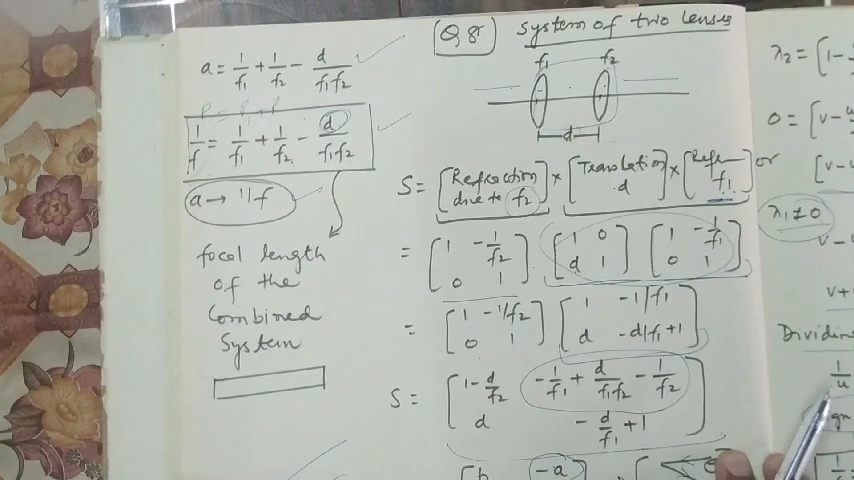 a = 1/f1 + 1/f2 - d/f1f2
1/f = 1/f1 + 1/f2 - d/f1f2
a → 1/f
focal length
of the
Combined
System
Q8 System of two lenses
f1 f2
d
S = [Refraction due to f2] × [Translation d] × [Refr f1] or
= [1 -1/f2; 0 1] [1 0; d 1] [1 -1/f1; 0 1]
= [1 -1/f2; 0 1] [1 -1/f1; d -d/f1+1]
S = [1-d/f2 -1/f1 + d/f1f2 - 1/f2; d -d/f1 + 1]
[b -a
λ2 = [1-
0 = [v-
[v-
λ1 ≠ 0
v-
v+
Dividin
1/u